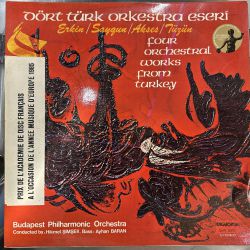 DÖRT TÜRK ORKESTRA ESERİ
Erkin/Saygun/Akses/Tüzün
four
orchestral
works
from
turkey
PRIX DE L'ACADEMIE DE DISC FRANÇAIS
A L'OCCASION DE L'ANNEE MUSIQUE D'EUROPE 1985
Budapest Philharmonic Orchestra
Conducted by. Hikmet ŞİMŞEK, Bass: Ayhan BARAN